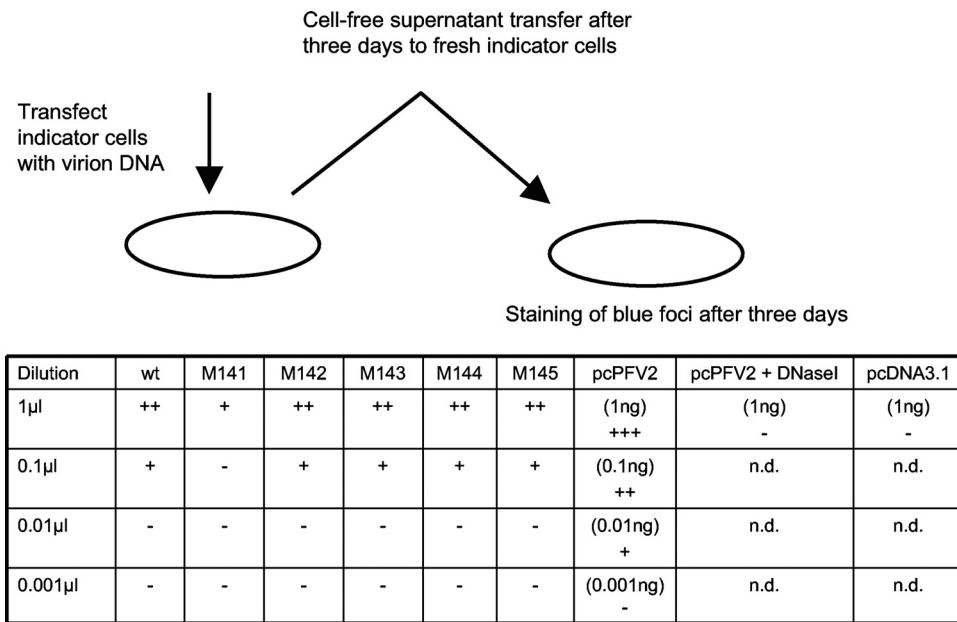 Cell-free supernatant transfer after
three days to fresh indicator cells
Transfect
indicator cells
with virion DNA
Staining of blue foci after three days
Dilution wt M141 M142 M143 M144 M145 pcPFV2 pcPFV2 + DNaseI pcDNA3.1
1µl ++ + ++ ++ ++ ++ (1ng) (1ng) (1ng)
+++ - -
0.1µl + - + + + + (0.1ng) n.d. n.d.
++
0.01µl - - - - - - (0.01ng) n.d. n.d.
+
0.001µl - - - - - - (0.001ng) n.d. n.d.
-